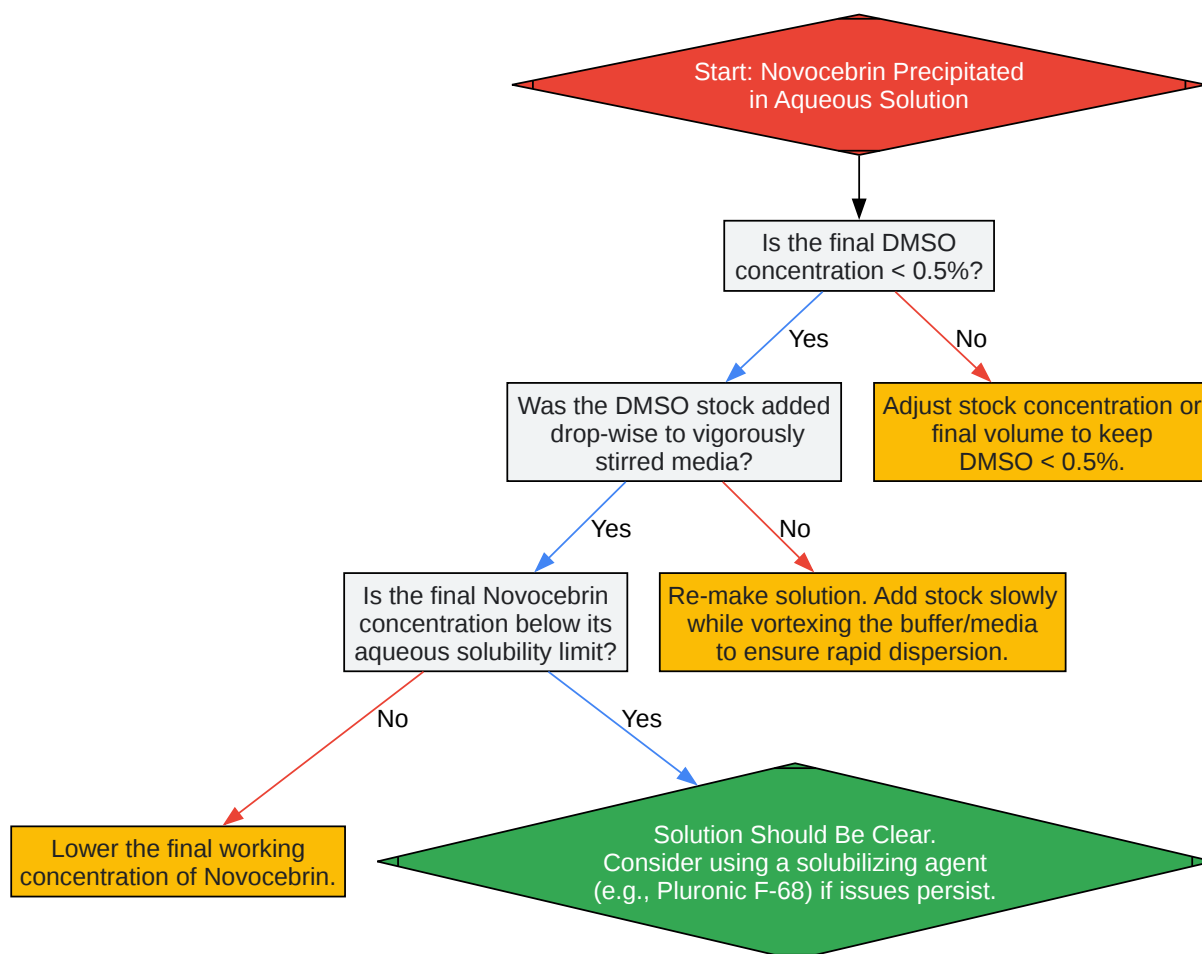 Start: Novocebrin Precipitated
in Aqueous Solution
Is the final DMSO
concentration < 0.5%?
Yes
No
Was the DMSO stock added
drop-wise to vigorously
stirred media?
Adjust stock concentration or
final volume to keep
DMSO < 0.5%.
Yes
No
Is the final Novocebrin
concentration below its
aqueous solubility limit?
Re-make solution. Add stock slowly
while vortexing the buffer/media
to ensure rapid dispersion.
No
Yes
Lower the final working
concentration of Novocebrin.
Solution Should Be Clear.
Consider using a solubilizing agent
(e.g., Pluronic F-68) if issues persist.